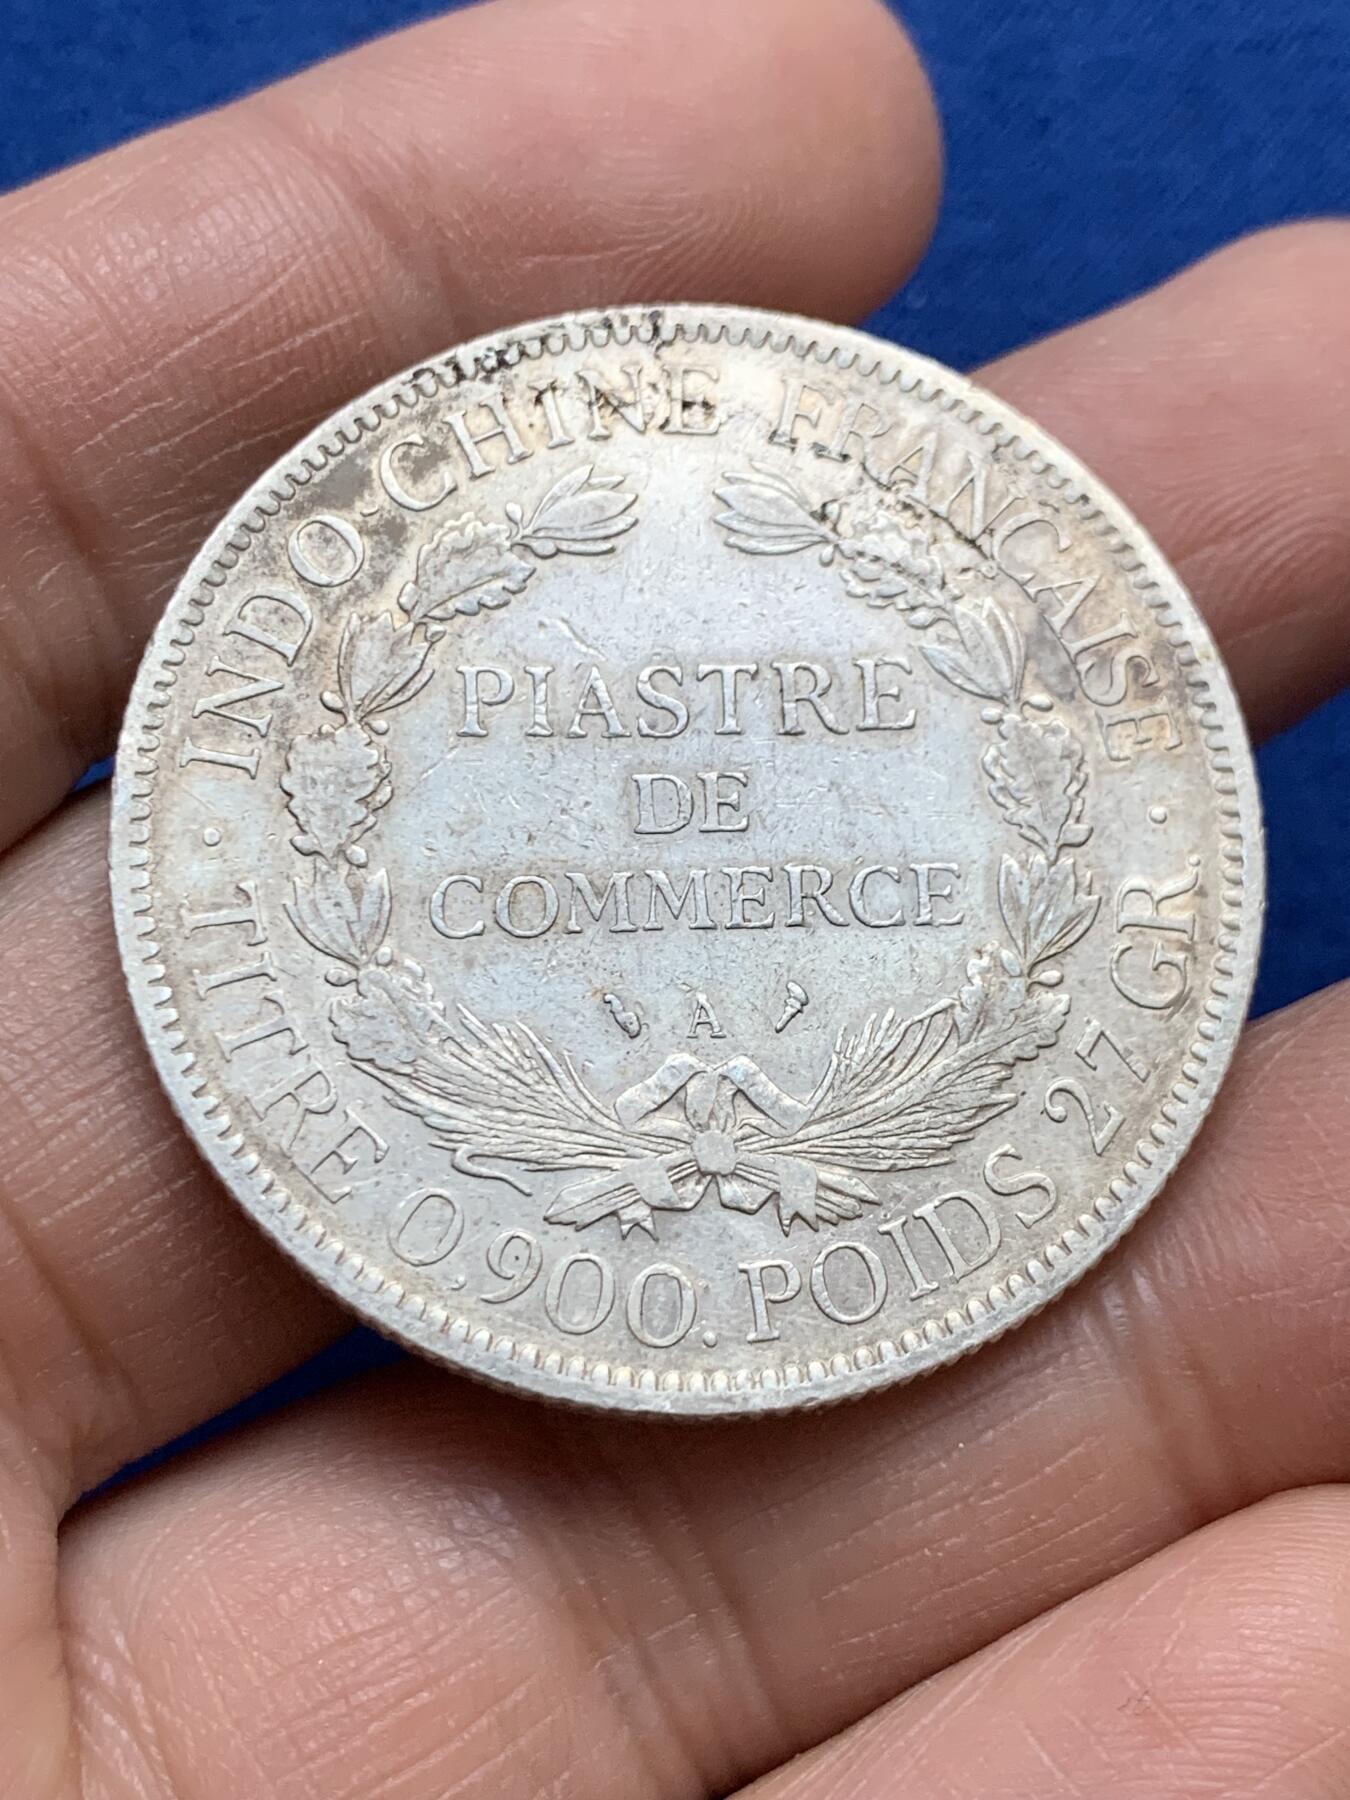 INDO-CHINE FRANÇAISE
PIASTRE
DE
COMMERCE
A
TITRE 0,900. POIDS 27 GR.